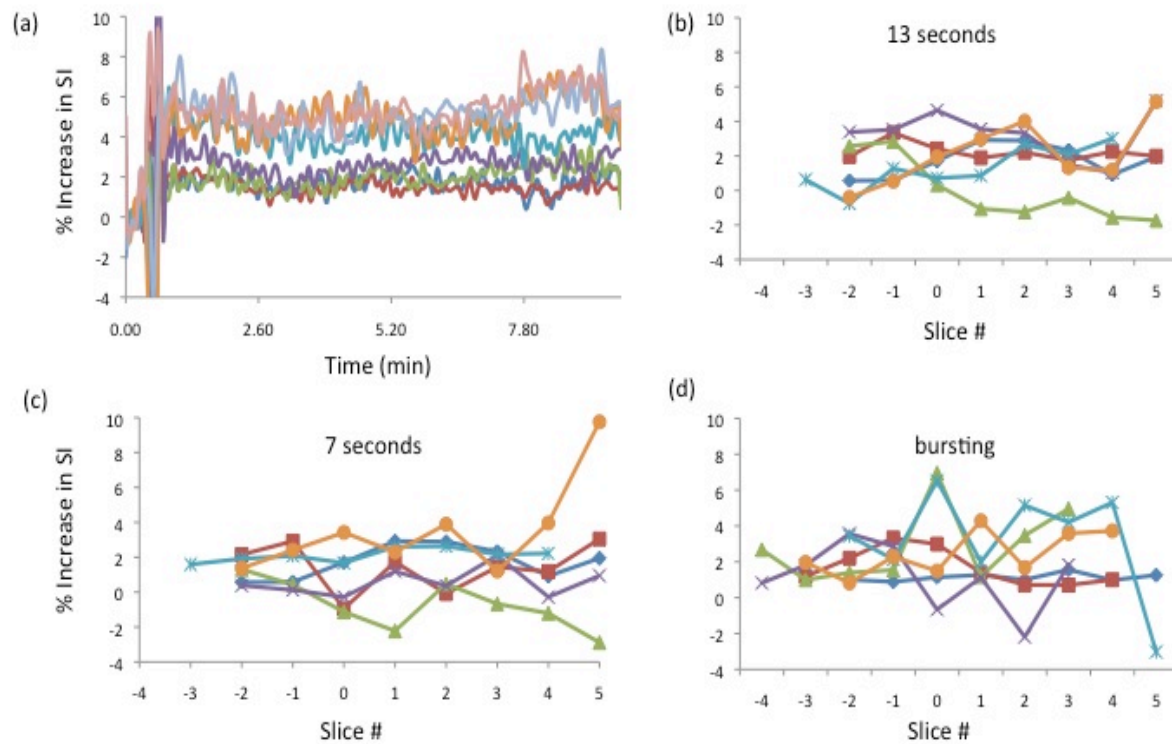 (a)
% Increase in SI
10
8
6
4
2
0
-2
-4
0.00 2.60 5.20 7.80
Time (min)
(b)
13 seconds
10
8
6
4
2
0
-2
-4
-4 -3 -2 -1 0 1 2 3 4 5
Slice #
(c)
7 seconds
% Increase in SI
10
8
6
4
2
0
-2
-4
-4 -3 -2 -1 0 1 2 3 4 5
Slice #
(d)
bursting
10
8
6
4
2
0
-2
-4
-4 -3 -2 -1 0 1 2 3 4 5
Slice #